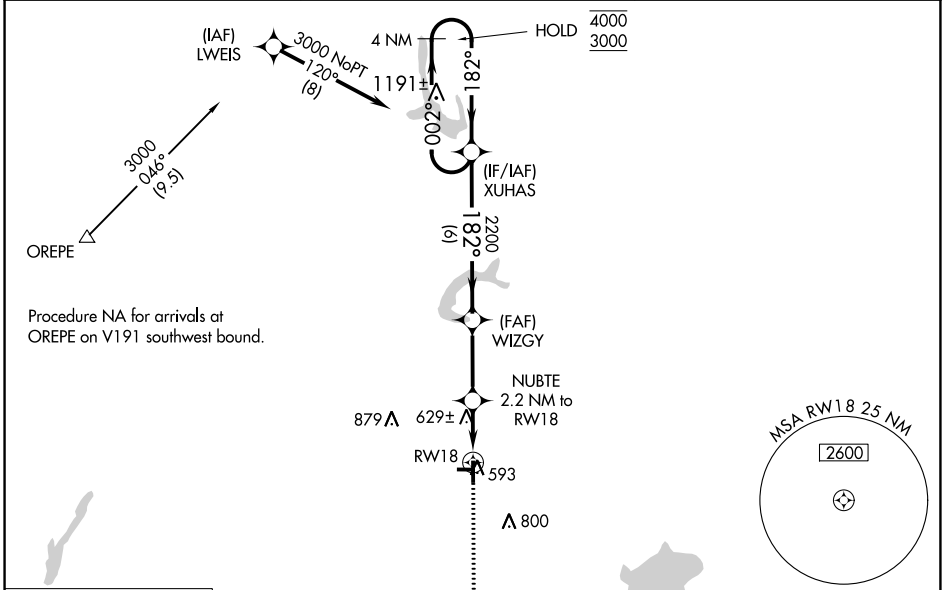 (IAF)
LWEIS
3000 NoPT
120°
(8)
4 NM
HOLD
4000
3000
1191±
002°
182°
(IF/IAF)
XUHAS
3000
046°
(9.5)
OREPE
2200
182°
(6)
Procedure NA for arrivals at
OREPE on V191 southwest bound.
(FAF)
WIZGY
NUBTE
2.2 NM to
RW18
879
629±
RW18
593
800
MSA RW18 25 NM
2600